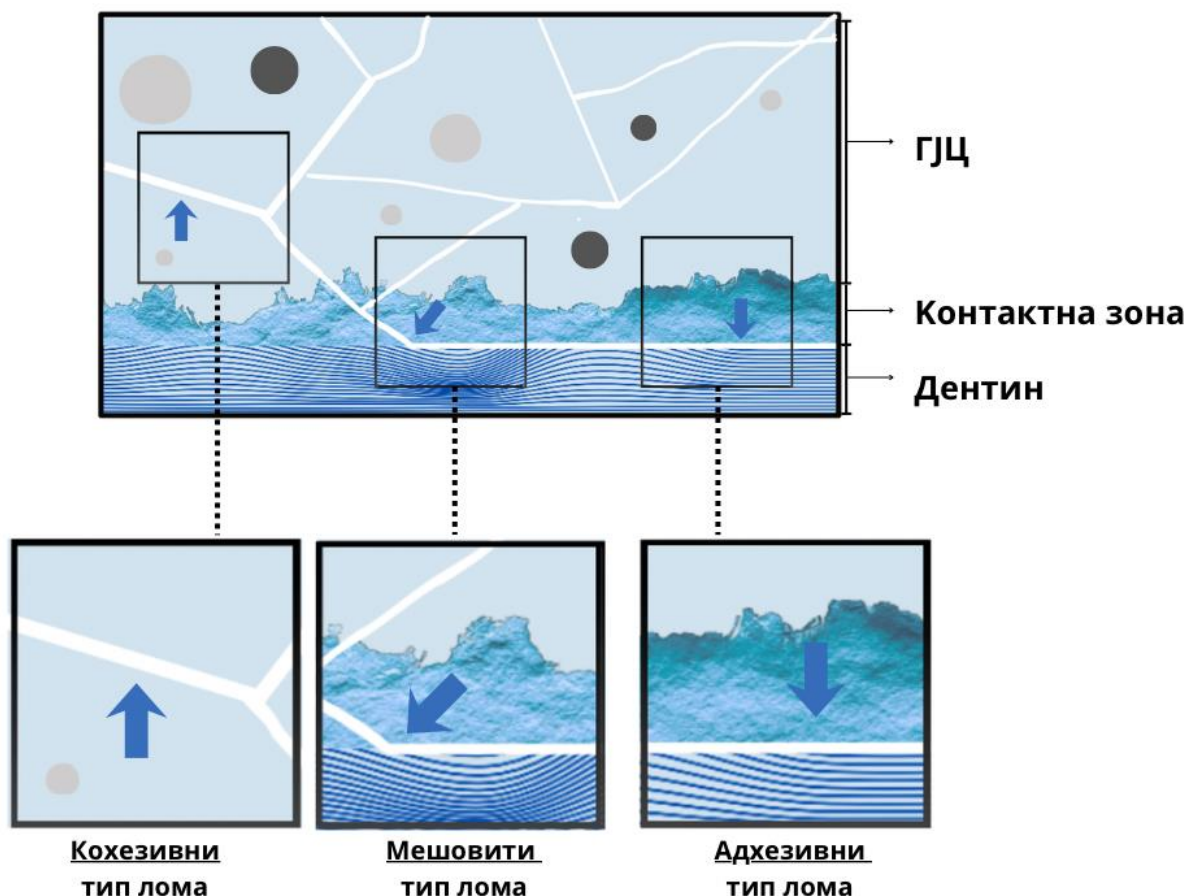 ГЈЦ
Контактна зона
Дентин
Кохезивни
тип лома
Мешовити
тип лома
Адхезивни
тип лома